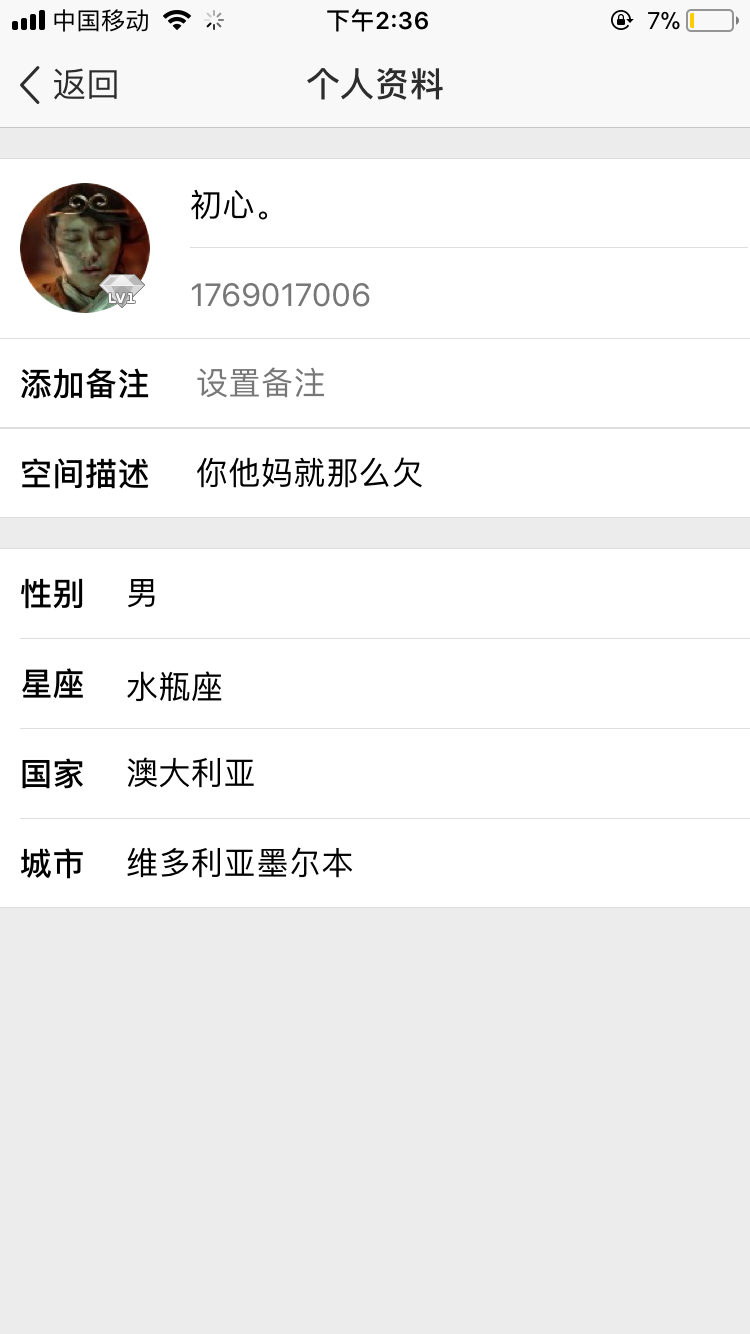 中国移动 下午2:36 7%
返回 个人资料
初心。
LV1
1769017006
添加备注 设置备注
空间描述 你他妈就那么欠
性别 男
星座 水瓶座
国家 澳大利亚
城市 维多利亚墨尔本